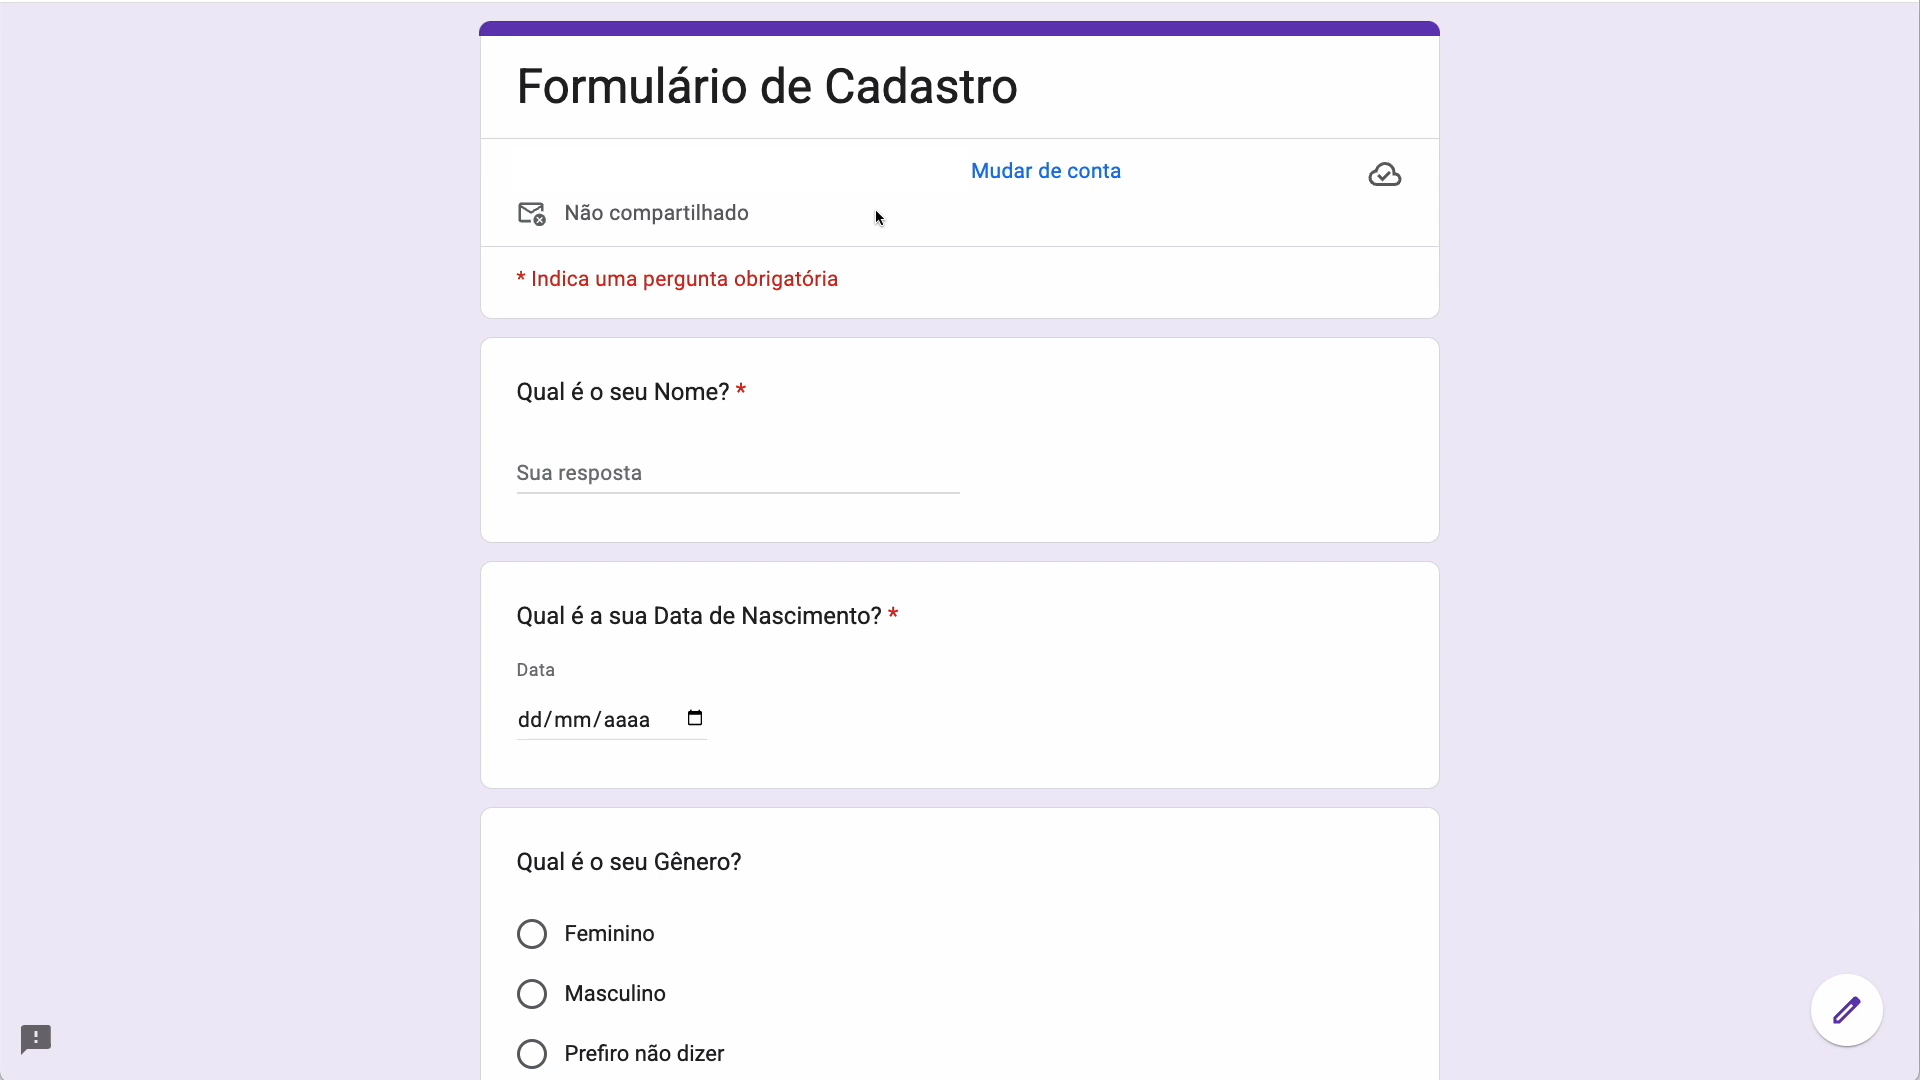 Formulário de Cadastro
Mudar de conta
Não compartilhado
* Indica uma pergunta obrigatória
Qual é o seu Nome? *
Sua resposta
Qual é a sua Data de Nascimento? *
Data
dd/mm/aaaa
Qual é o seu Gênero?
Feminino
Masculino
Prefiro não dizer